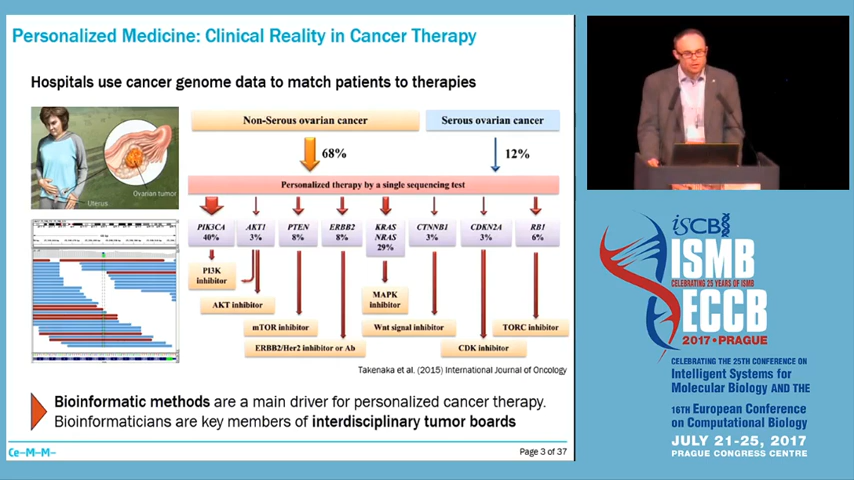 Personalized Medicine: Clinical Reality in Cancer Therapy
Hospitals use cancer genome data to match patients to therapies
Ovarian tumor
Uterus
Non-Serous ovarian cancer
Serous ovarian cancer
68%
12%
Personalized therapy by a single sequencing test
PIK3CA
40%
AKT1
3%
PTEN
8%
ERBB2
8%
KRAS
NRAS
29%
CTNNB1
3%
CDKN2A
3%
RB1
6%
PI3K
inhibitor
AKT inhibitor
mTOR inhibitor
ERBB2/Her2 inhibitor or Ab
MAPK
inhibitor
Wnt signal inhibitor
CDK inhibitor
TORC inhibitor
Takenaka et al. (2015) International Journal of Oncology
Bioinformatic methods are a main driver for personalized cancer therapy.
Bioinformaticians are key members of interdisciplinary tumor boards
Ce-M-M-
Page 3 of 37
iSCB
ISMB
CELEBRATING 25 YEARS OF ISMB
ECCB
2017 • PRAGUE
CELEBRATING THE 25TH CONFERENCE ON
Intelligent Systems for
Molecular Biology AND THE
16TH European Conference
on Computational Biology
JULY 21-25, 2017
PRAGUE CONGRESS CENTRE